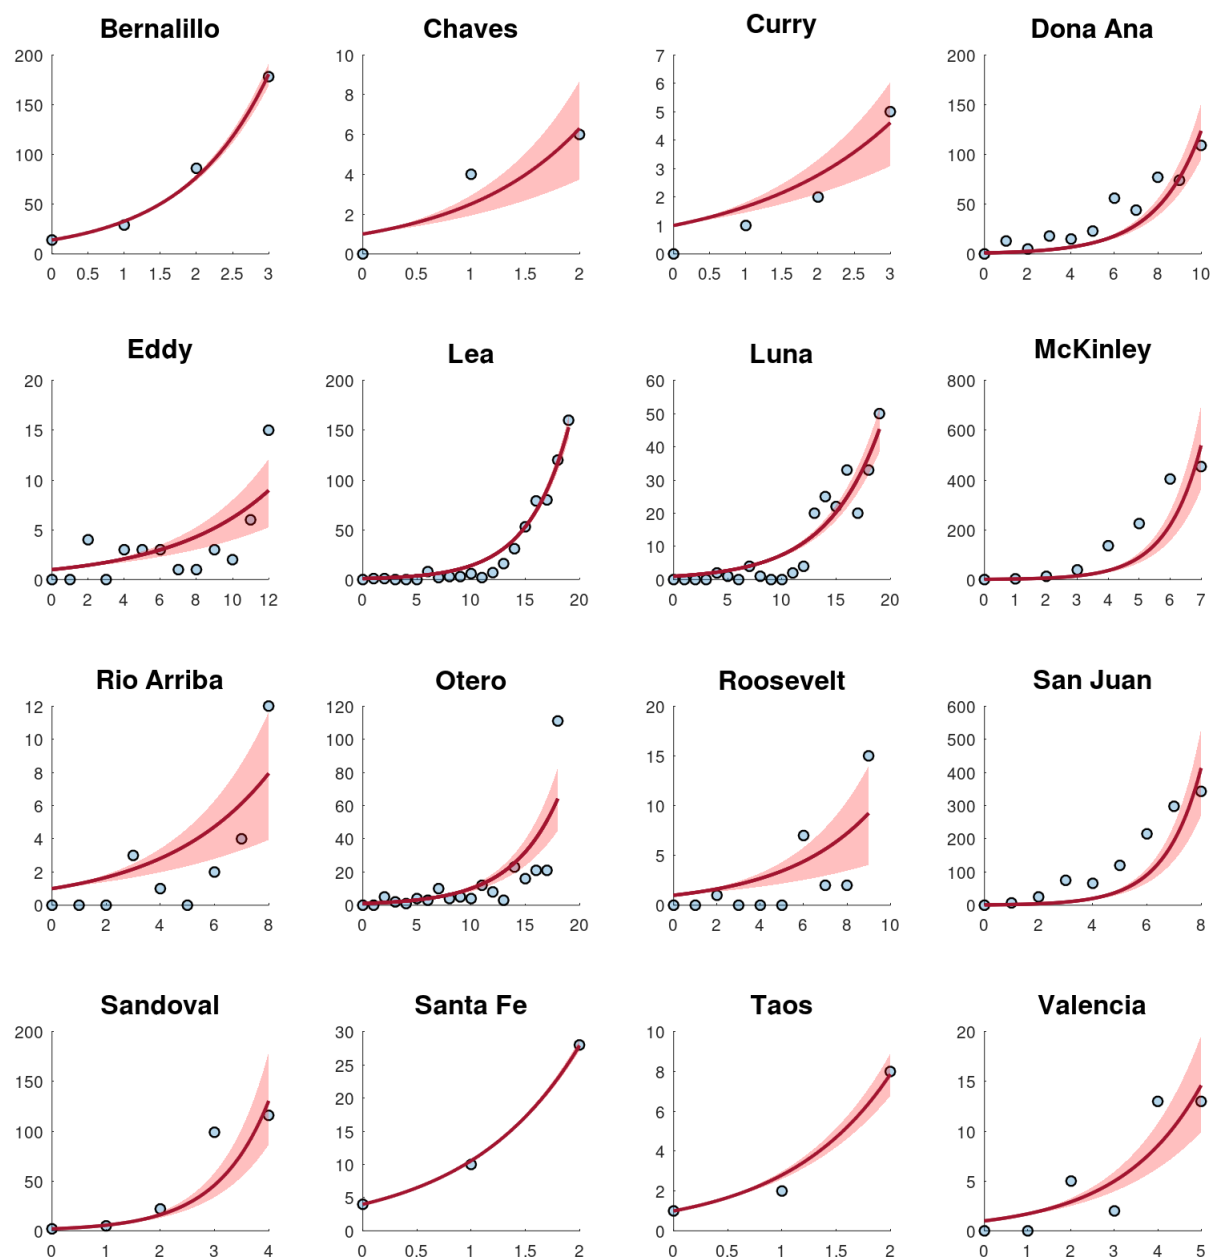 Bernalillo Chaves Curry Dona Ana
200 10 7 200
150 8 6 150
100 6 5 100
50 4 4 50
0 2 3 0
0 2
1
0
0 0.5 1 1.5 2 2.5 3 0 0.5 1 1.5 2 0 0.5 1 1.5 2 2.5 3 0 2 4 6 8 10
Eddy Lea Luna McKinley
20 200 60 800
15 150 50 600
10 100 40 400
5 50 30 200
0 0 20 0
10
0
0 2 4 6 8 10 12 0 5 10 15 20 0 5 10 15 20 0 1 2 3 4 5 6 7
Rio Arriba Otero Roosevelt San Juan
12 120 20 600
10 100 15 500
8 80 10 400
6 60 5 300
4 40 0 200
2 20 100
0 0 0
0 2 4 6 8 0 5 10 15 20 0 2 4 6 8 10 0 2 4 6 8
Sandoval Santa Fe Taos Valencia
200 30 10 20
150 25 8 15
100 20 6 10
50 15 4 5
0 10 2 0
5 0
0
0 1 2 3 4 0 0.5 1 1.5 2 0 0.5 1 1.5 2 0 1 2 3 4 5